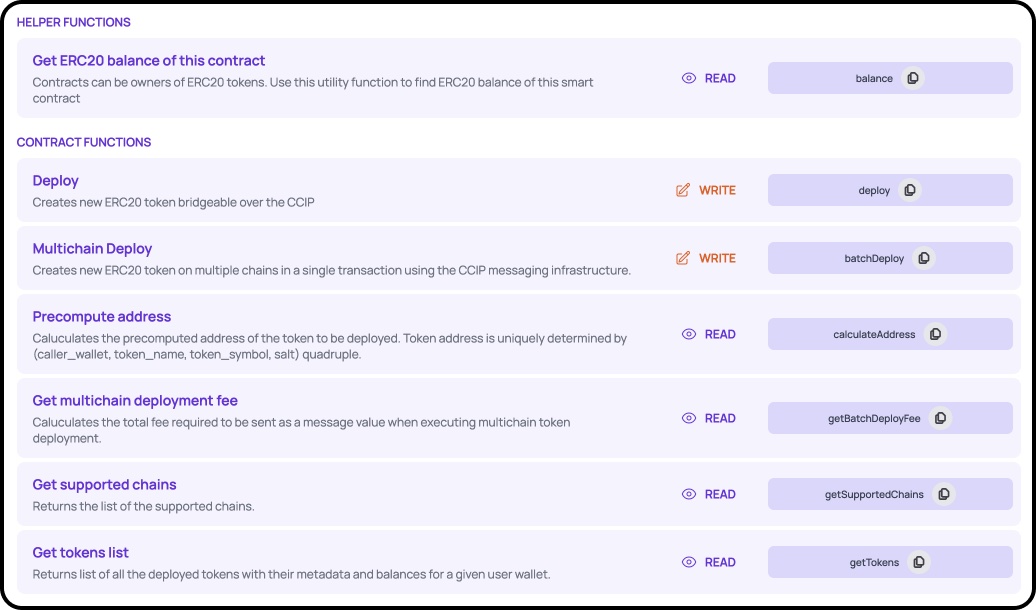 HELPER FUNCTIONS
Get ERC20 balance of this contract
Contracts can be owners of ERC20 tokens. Use this utility function to find ERC20 balance of this smart
contract
READ
balance
CONTRACT FUNCTIONS
Deploy
Creates new ERC20 token bridgeable over the CCIP
WRITE
deploy
Multichain Deploy
Creates new ERC20 token on multiple chains in a single transaction using the CCIP messaging infrastructure.
WRITE
batchDeploy
Precompute address
Caluculates the precomputed address of the token to be deployed. Token address is uniquely determined by
(caller_wallet, token_name, token_symbol, salt) quadruple.
READ
calculateAddress
Get multichain deployment fee
Caluculates the total fee required to be sent as a message value when executing multichain token
deployment.
READ
getBatchDeployFee
Get supported chains
Returns the list of the supported chains.
READ
getSupportedChains
Get tokens list
Returns list of all the deployed tokens with their metadata and balances for a given user wallet.
READ
getTokens